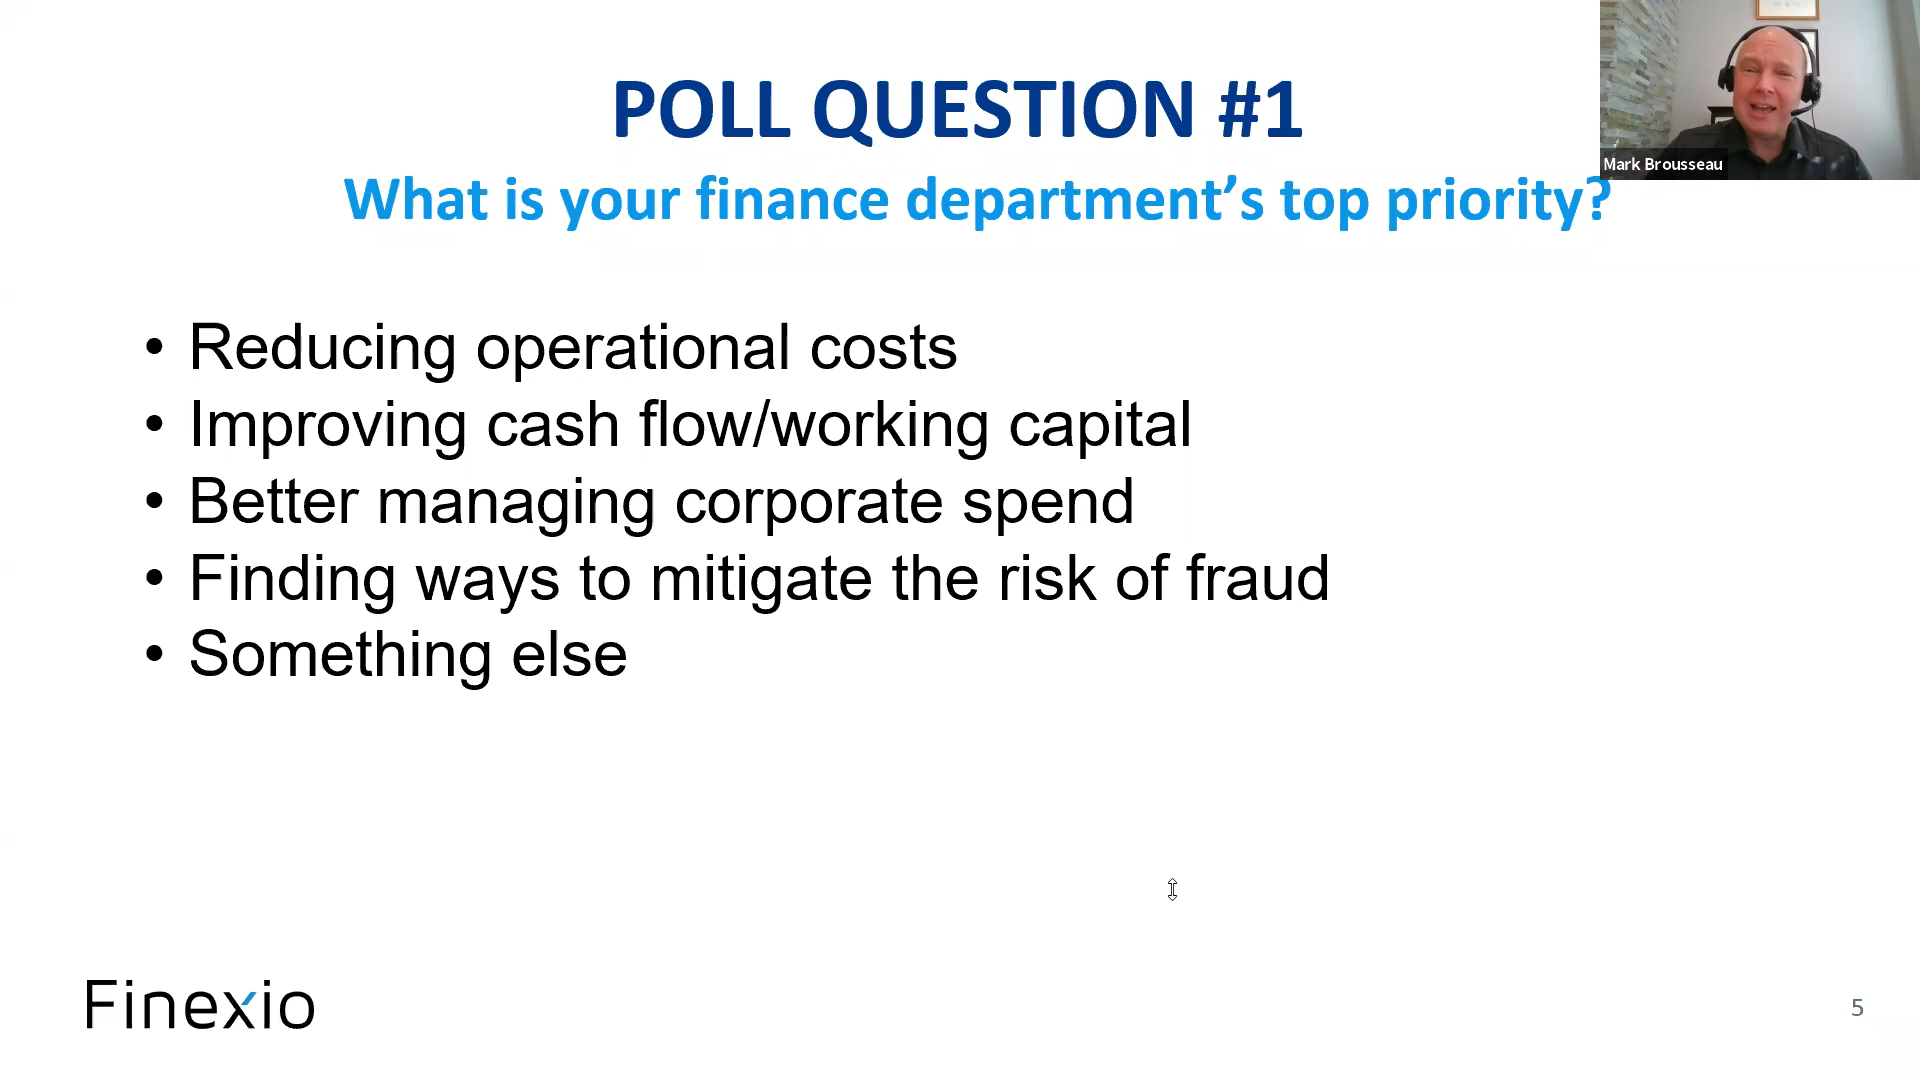 POLL QUESTION #1
What is your finance department’s top priority?
Mark Brousseau
• Reducing operational costs
• Improving cash flow/working capital
• Better managing corporate spend
• Finding ways to mitigate the risk of fraud
• Something else
Finexio
5